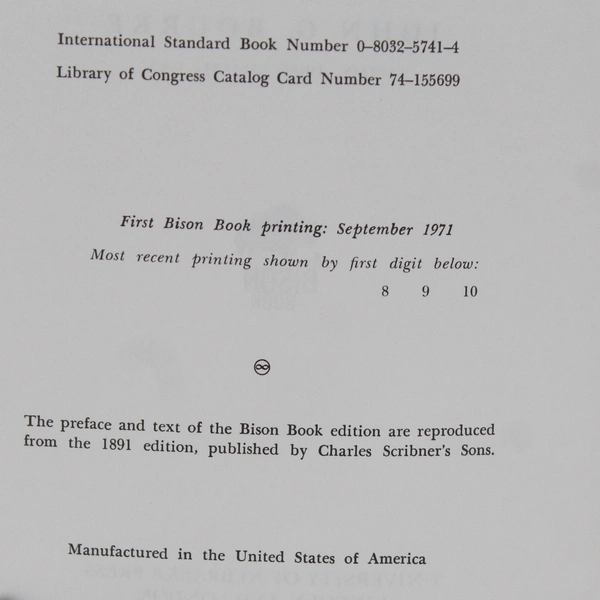 International Standard Book Number 0–8032–5741–4
Library of Congress Catalog Card Number 74–155699
First Bison Book printing: September 1971
Most recent printing shown by first digit below:
8 9 10
The preface and text of the Bison Book edition are reproduced
from the 1891 edition, published by Charles Scribner's Sons.
Manufactured in the United States of America